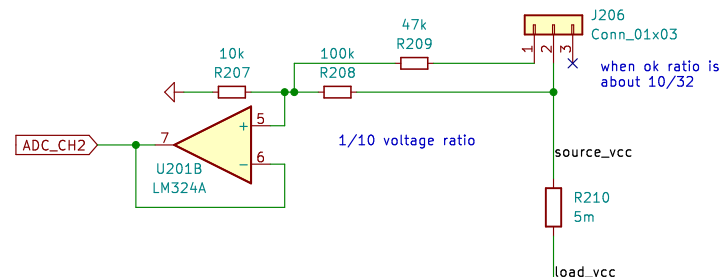 J206
Conn_01x03
47k
R209
10k
R207
100k
R208
1
2
3
when ok ratio is
about 10/32
5
+
6
-
7
ADC_CH2
U201B
LM324A
1/10 voltage ratio
source_vcc
R210
5m
load_vcc